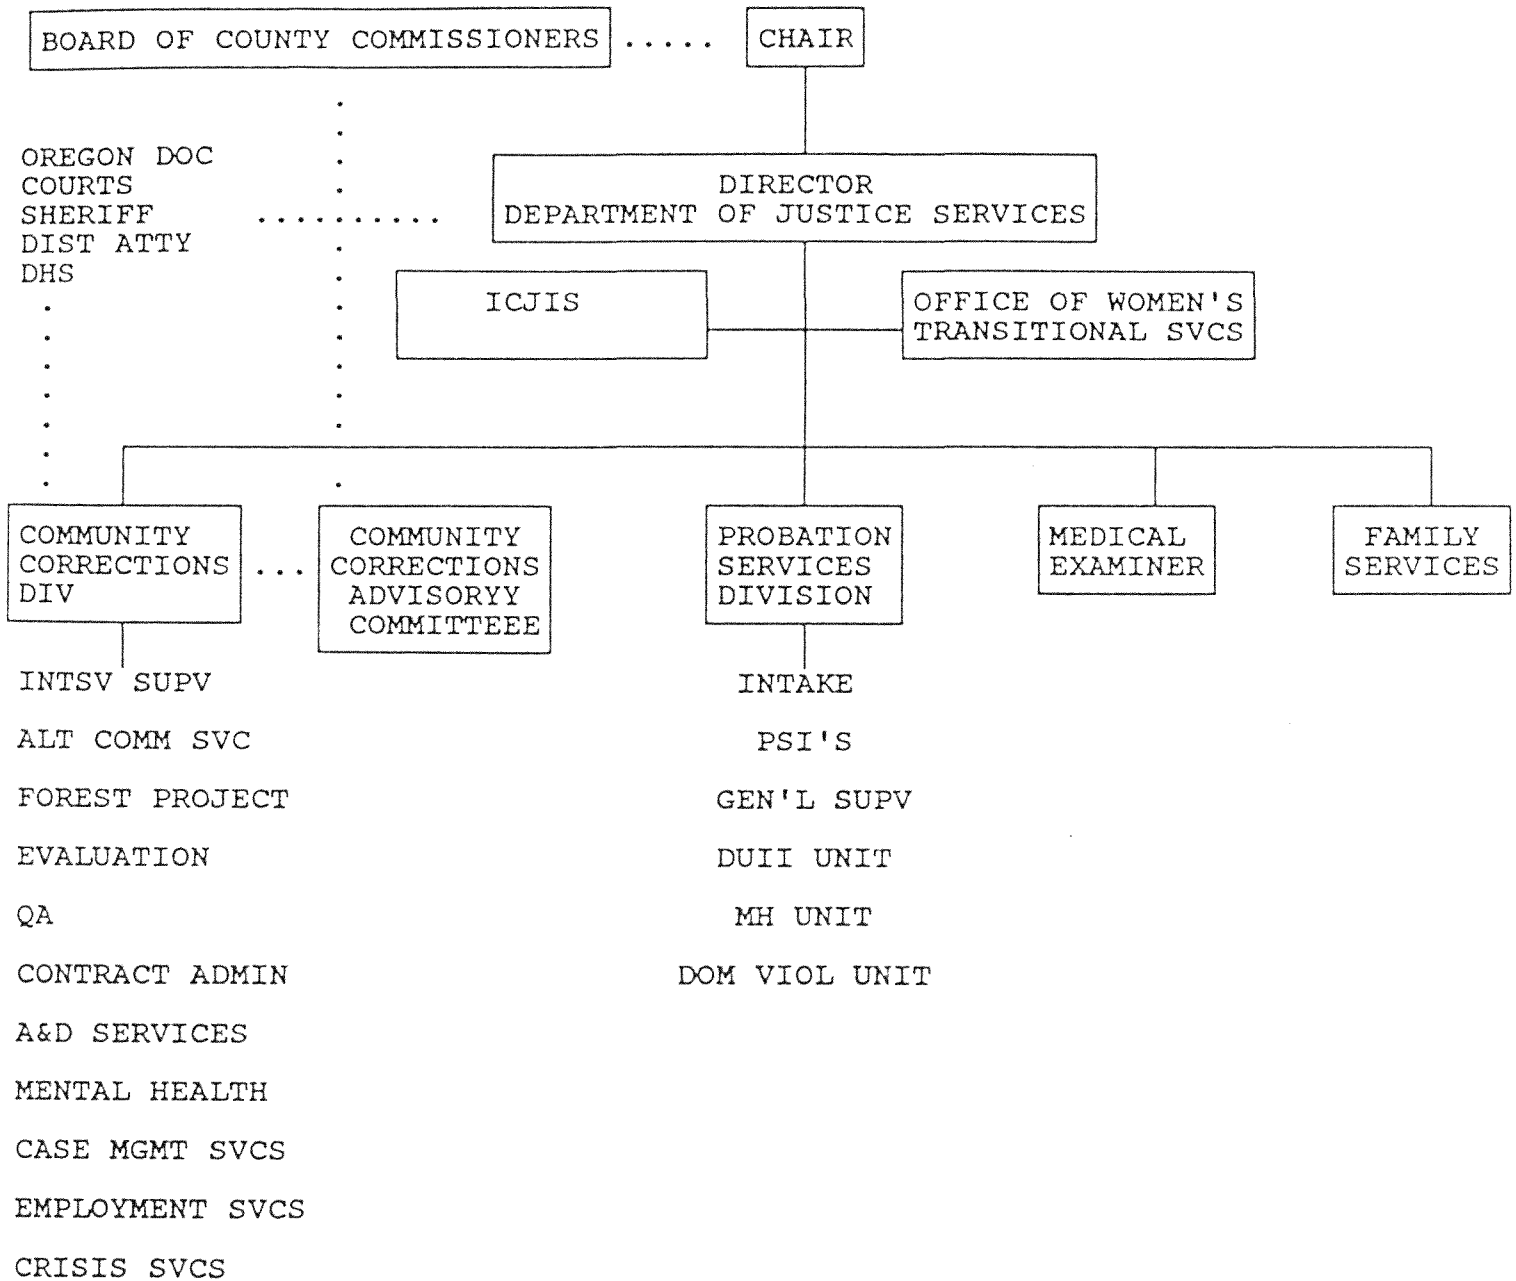 BOARD OF COUNTY COMMISSIONERS ..... CHAIR
OREGON DOC
COURTS
SHERIFF ..........
DIST ATTY
DHS
DIRECTOR
DEPARTMENT OF JUSTICE SERVICES
ICJIS
OFFICE OF WOMEN'S
TRANSITIONAL SVCS
COMMUNITY
CORRECTIONS
DIV
...
COMMUNITY
CORRECTIONS
ADVISORYY
COMMITTEEE
PROBATION
SERVICES
DIVISION
MEDICAL
EXAMINER
FAMILY
SERVICES
INTSV SUPV
ALT COMM SVC
FOREST PROJECT
EVALUATION
QA
CONTRACT ADMIN
A&D SERVICES
MENTAL HEALTH
CASE MGMT SVCS
EMPLOYMENT SVCS
CRISIS SVCS
INTAKE
PSI'S
GEN'L SUPV
DUII UNIT
MH UNIT
DOM VIOL UNIT